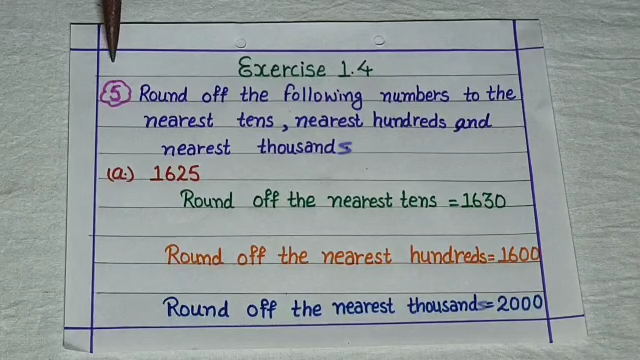 Exercise 1.4
5 Round off the following numbers to the
nearest tens, nearest hundreds and
nearest thousands
(a.) 1625
Round off the nearest tens = 1630
Round off the nearest hundreds = 1600
Round off the nearest thousands = 2000